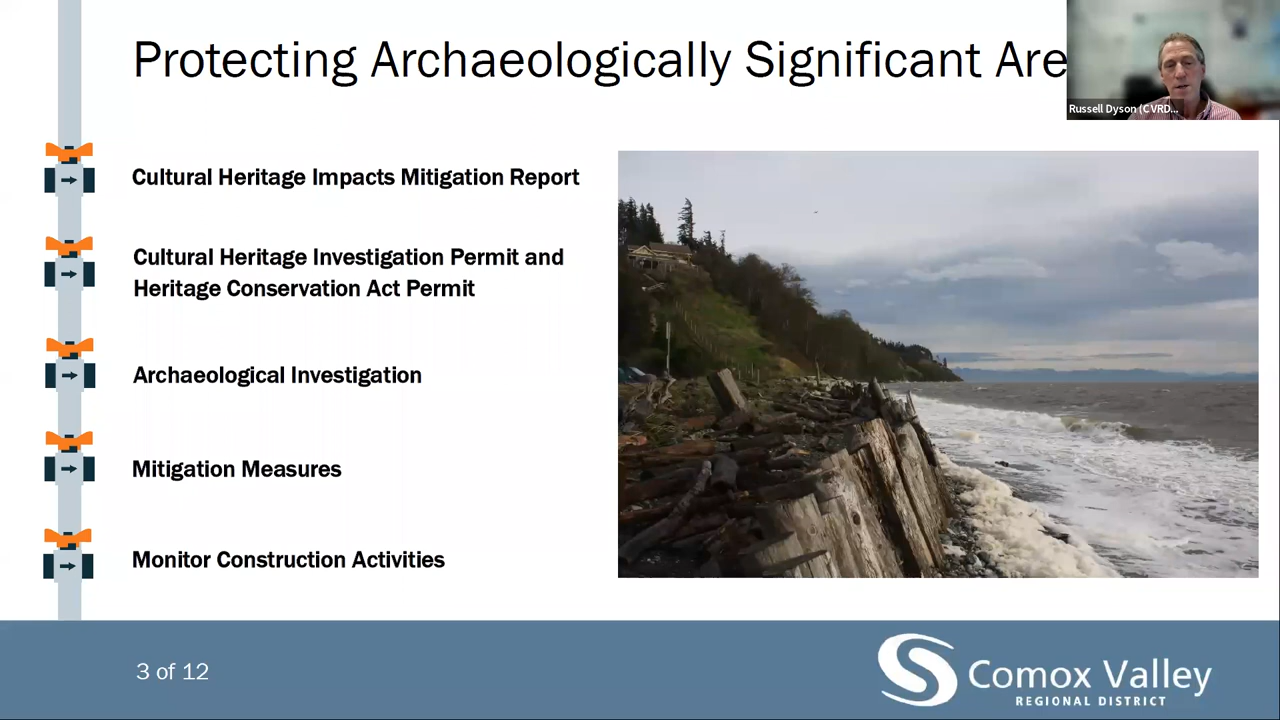 Protecting Archaeologically Significant Are
Russell Dyson (CVRD...
Cultural Heritage Impacts Mitigation Report
Cultural Heritage Investigation Permit and
Heritage Conservation Act Permit
Archaeological Investigation
Mitigation Measures
Monitor Construction Activities
3 of 12
Comox Valley
REGIONAL DISTRICT